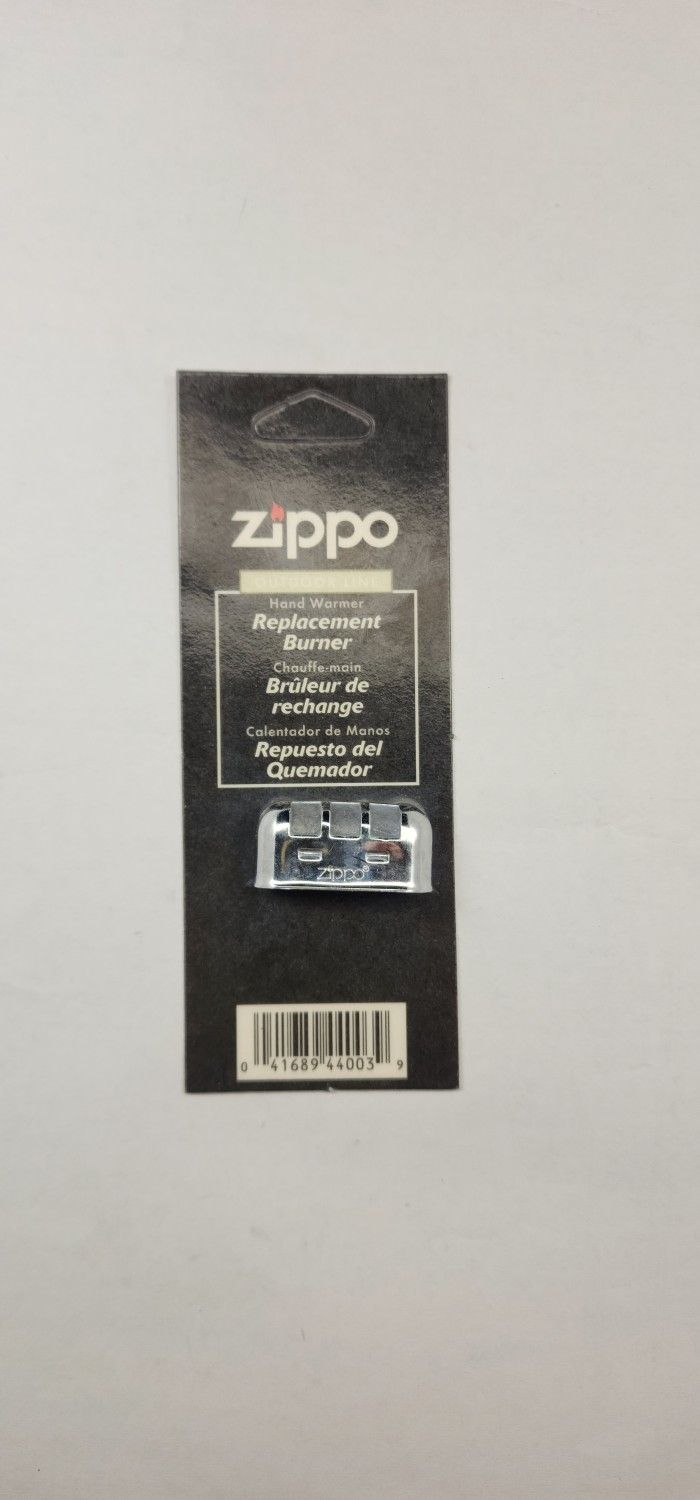 zippo
OUTDOOR LINE
Hand Warmer
Replacement
Burner
Chauffe-main
Brûleur de
rechange
Calentador de Manos
Repuesto del
Quemador
zippo®
0 41689 44003 9